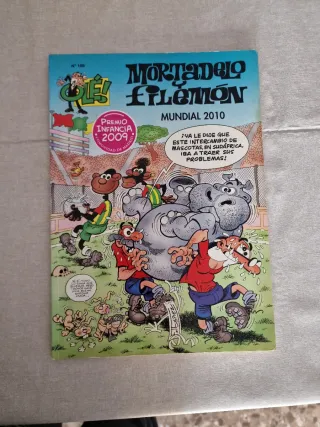 Nº 188
OLÉ!
MORTADELO
Y FILEMÓN
MUNDIAL 2010
PREMIO
INFANCIA
2009
¡YA LE DIJE QUE
ESTE INTERCAMBIO DE
MASCOTAS, EN SUDÁFRICA,
IBA A TRAER SUS
PROBLEMAS!